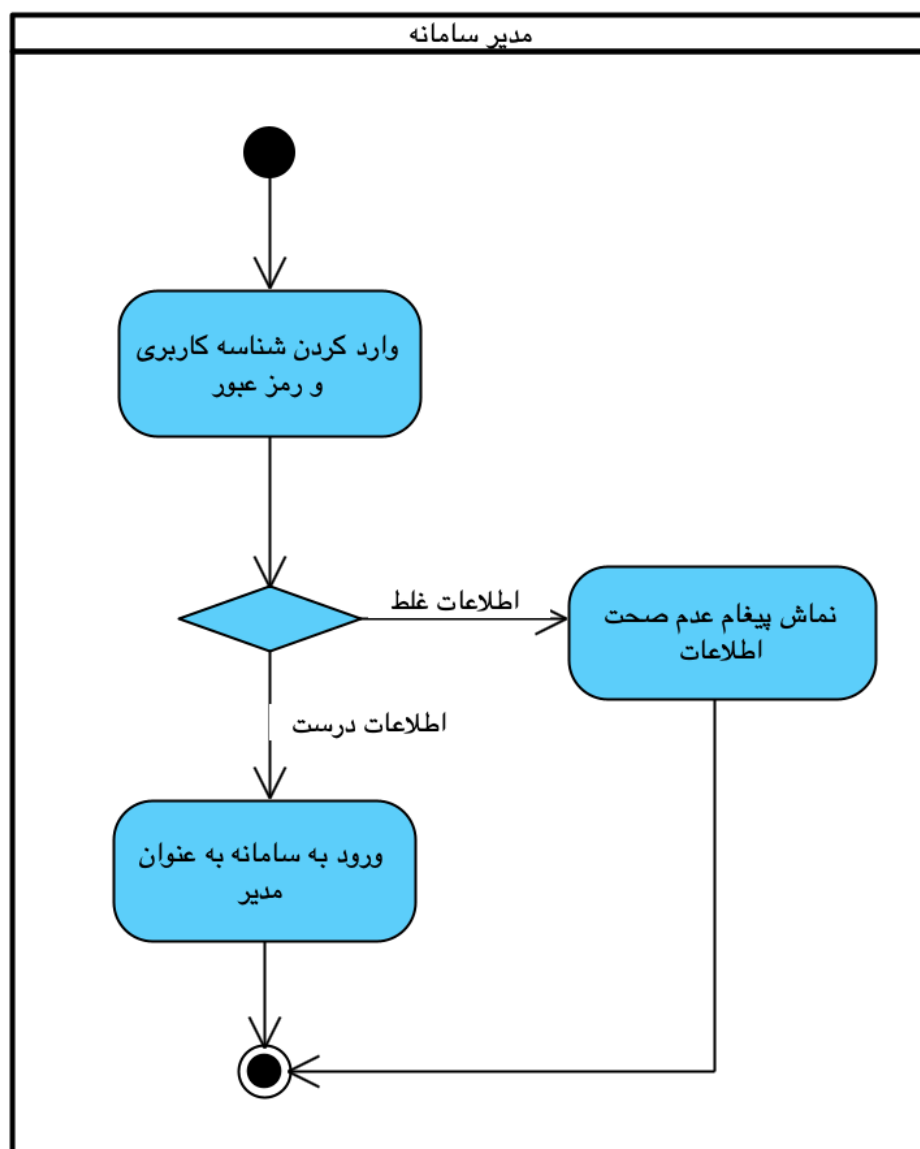 مدیر سامانه
وارد کردن شناسه کاربری
و رمز عبور
اطلاعات غلط
نماش پیغام عدم صحت
اطلاعات
اطلاعات درست
ورود به سامانه به عنوان
مدیر